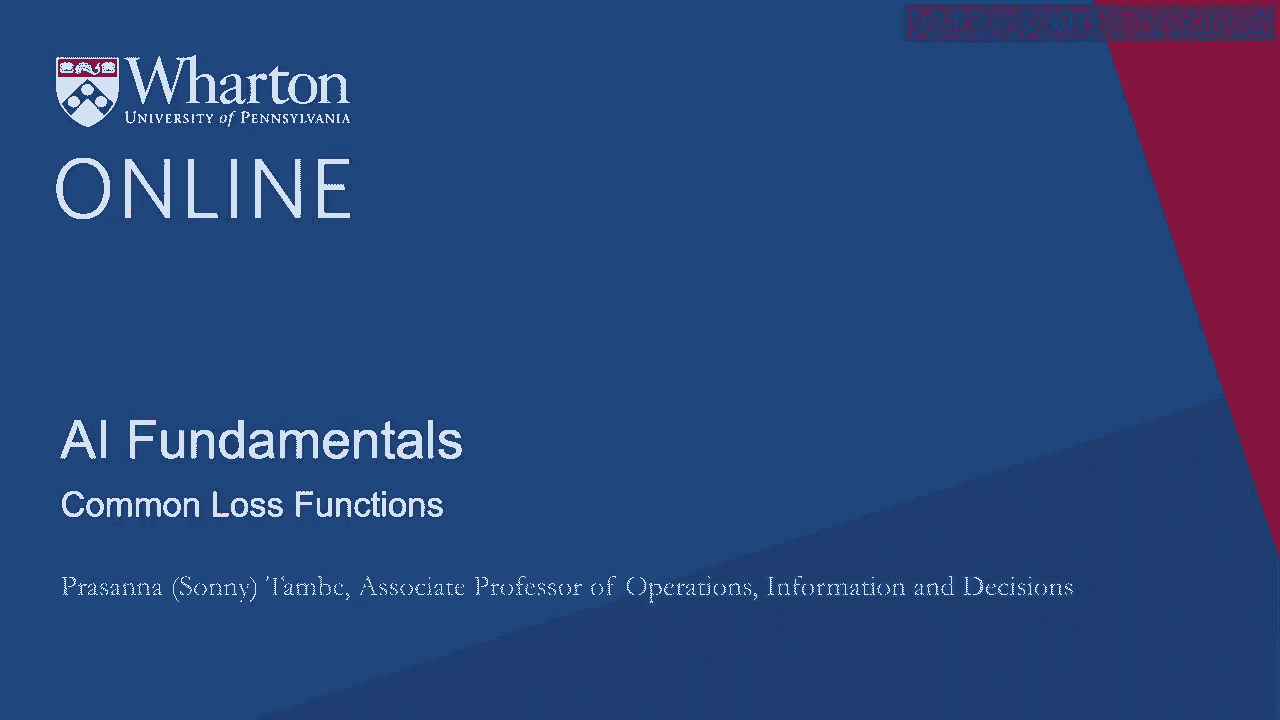 Wharton
UNIVERSITY of PENNSYLVANIA
ONLINE
AI Fundamentals
Common Loss Functions
Prasanna (Sonny) Tambe, Associate Professor of Operations, Information and Decisions